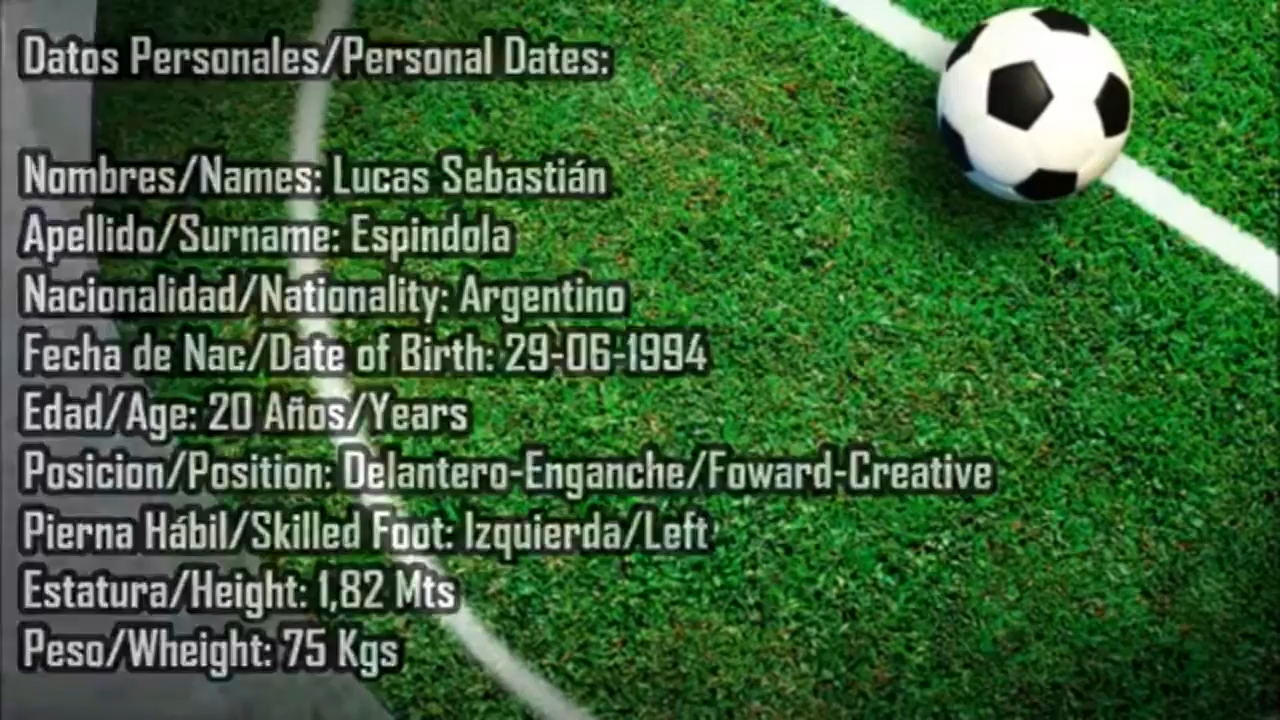 Datos Personales/Personal Dates:
Nombres/Names: Lucas Sebastián
Apellido/Surname: Espindola
Nacionalidad/Nationality: Argentino
Fecha de Nac/Date of Birth: 29-06-1994
Edad/Age: 20 Años/Years
Posicion/Position: Delantero-Enganche/Foward-Creative
Pierna Hábil/Skilled Foot: Izquierda/Left
Estatura/Height: 1,82 Mts
Peso/Wheight: 75 Kgs